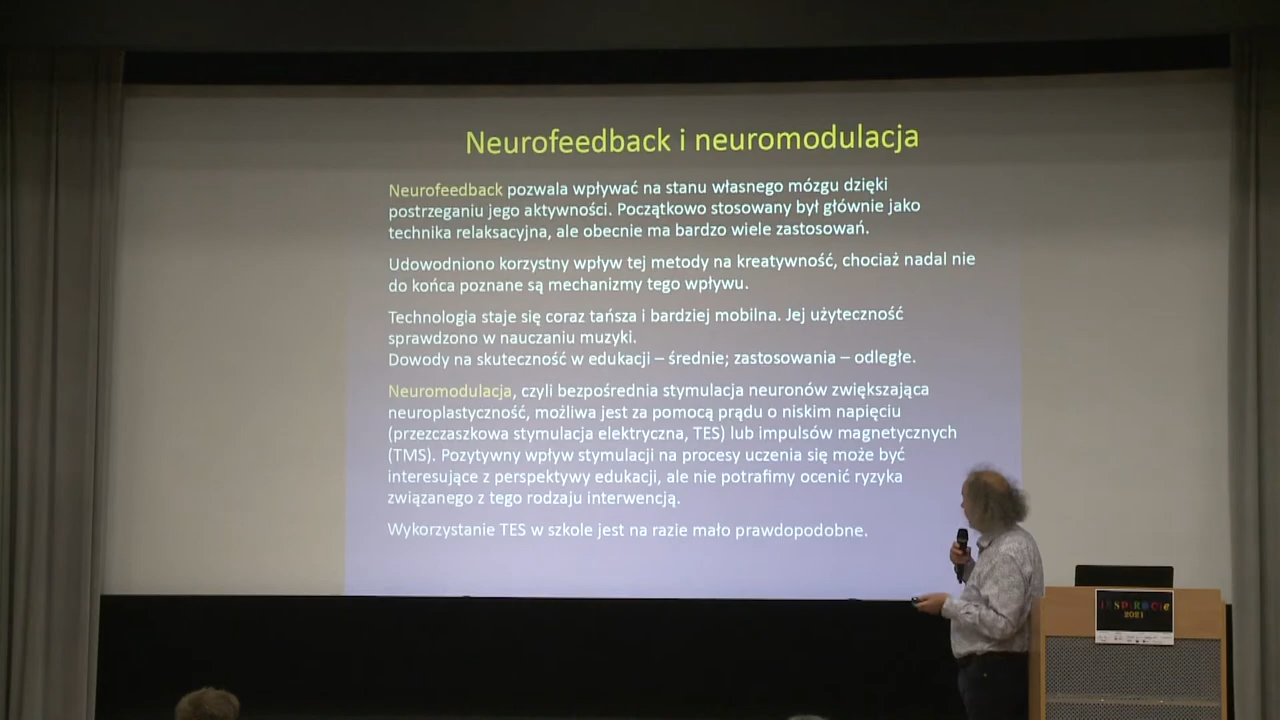 Neurofeedback i neuromodulacja
Neurofeedback pozwala wpływać na stanu własnego mózgu dzięki
postrzeganiu jego aktywności. Początkowo stosowany był głównie jako
technika relaksacyjna, ale obecnie ma bardzo wiele zastosowań.
Udowodniono korzystny wpływ tej metody na kreatywność, chociaż nadal nie
do końca poznane są mechanizmy tego wpływu.
Technologia staje się coraz tańsza i bardziej mobilna. Jej użyteczność
sprawdzono w nauczaniu muzyki.
Dowody na skuteczność w edukacji – średnie; zastosowania – odległe.
Neuromodulacja, czyli bezpośrednia stymulacja neuronów zwiększająca
neuroplastyczność, możliwa jest za pomocą prądu o niskim napięciu
(przezczaszkowa stymulacja elektryczna, TES) lub impulsów magnetycznych
(TMS). Pozytywny wpływ stymulacji na procesy uczenia się może być
interesujące z perspektywy edukacji, ale nie potrafimy ocenić ryzyka
związanego z tego rodzaju interwencją.
Wykorzystanie TES w szkole jest na razie mało prawdopodobne.
2021